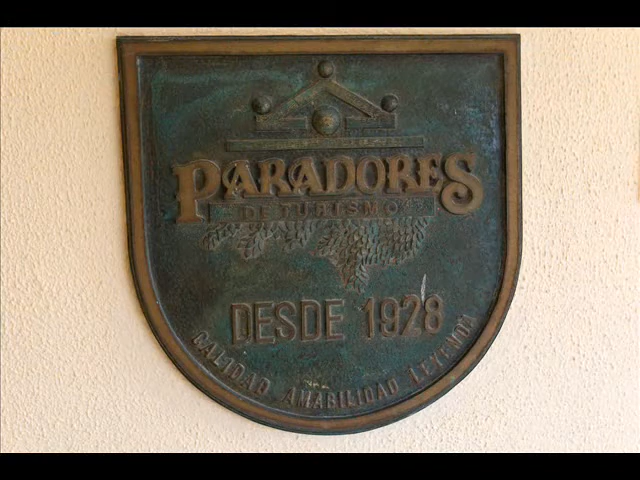 PARADORES
DE TURISMO
DESDE 1928
CALIDAD AMABILIDAD LEYENDA